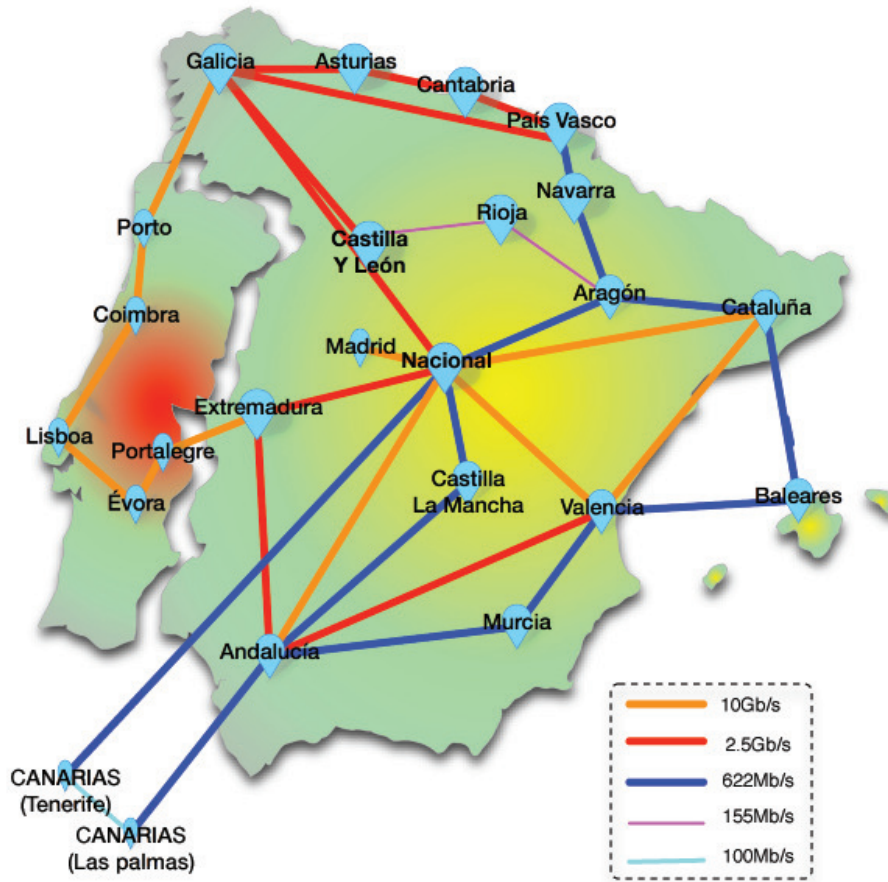 Galicia
Asturias
Cantabria
País Vasco
Navarra
Rioja
Porto
Castilla
Y León
Aragón
Cataluña
Coimbra
Madrid
Nacional
Extremadura
Lisboa
Portalegre
Évora
Castilla
La Mancha
Valencia
Baleares
Murcia
Andalucía
CANARIAS
(Tenerife)
CANARIAS
(Las palmas)
10Gb/s
2.5Gb/s
622Mb/s
155Mb/s
100Mb/s